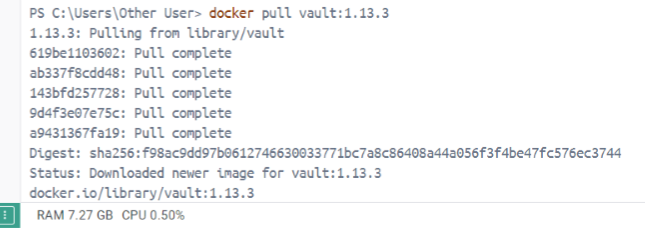 PS C:\Users\Other User> docker pull vault:1.13.3
1.13.3: Pulling from library/vault
619be1103602: Pull complete
ab337f8cdd48: Pull complete
143bfd257728: Pull complete
9d4f3e07e75c: Pull complete
a9431367fa19: Pull complete
Digest: sha256:f98ac9dd97b0612746630033771bc7a8c86408a44a056f3f4be47fc576ec3744
Status: Downloaded newer image for vault:1.13.3
docker.io/library/vault:1.13.3
RAM 7.27 GB CPU 0.50%